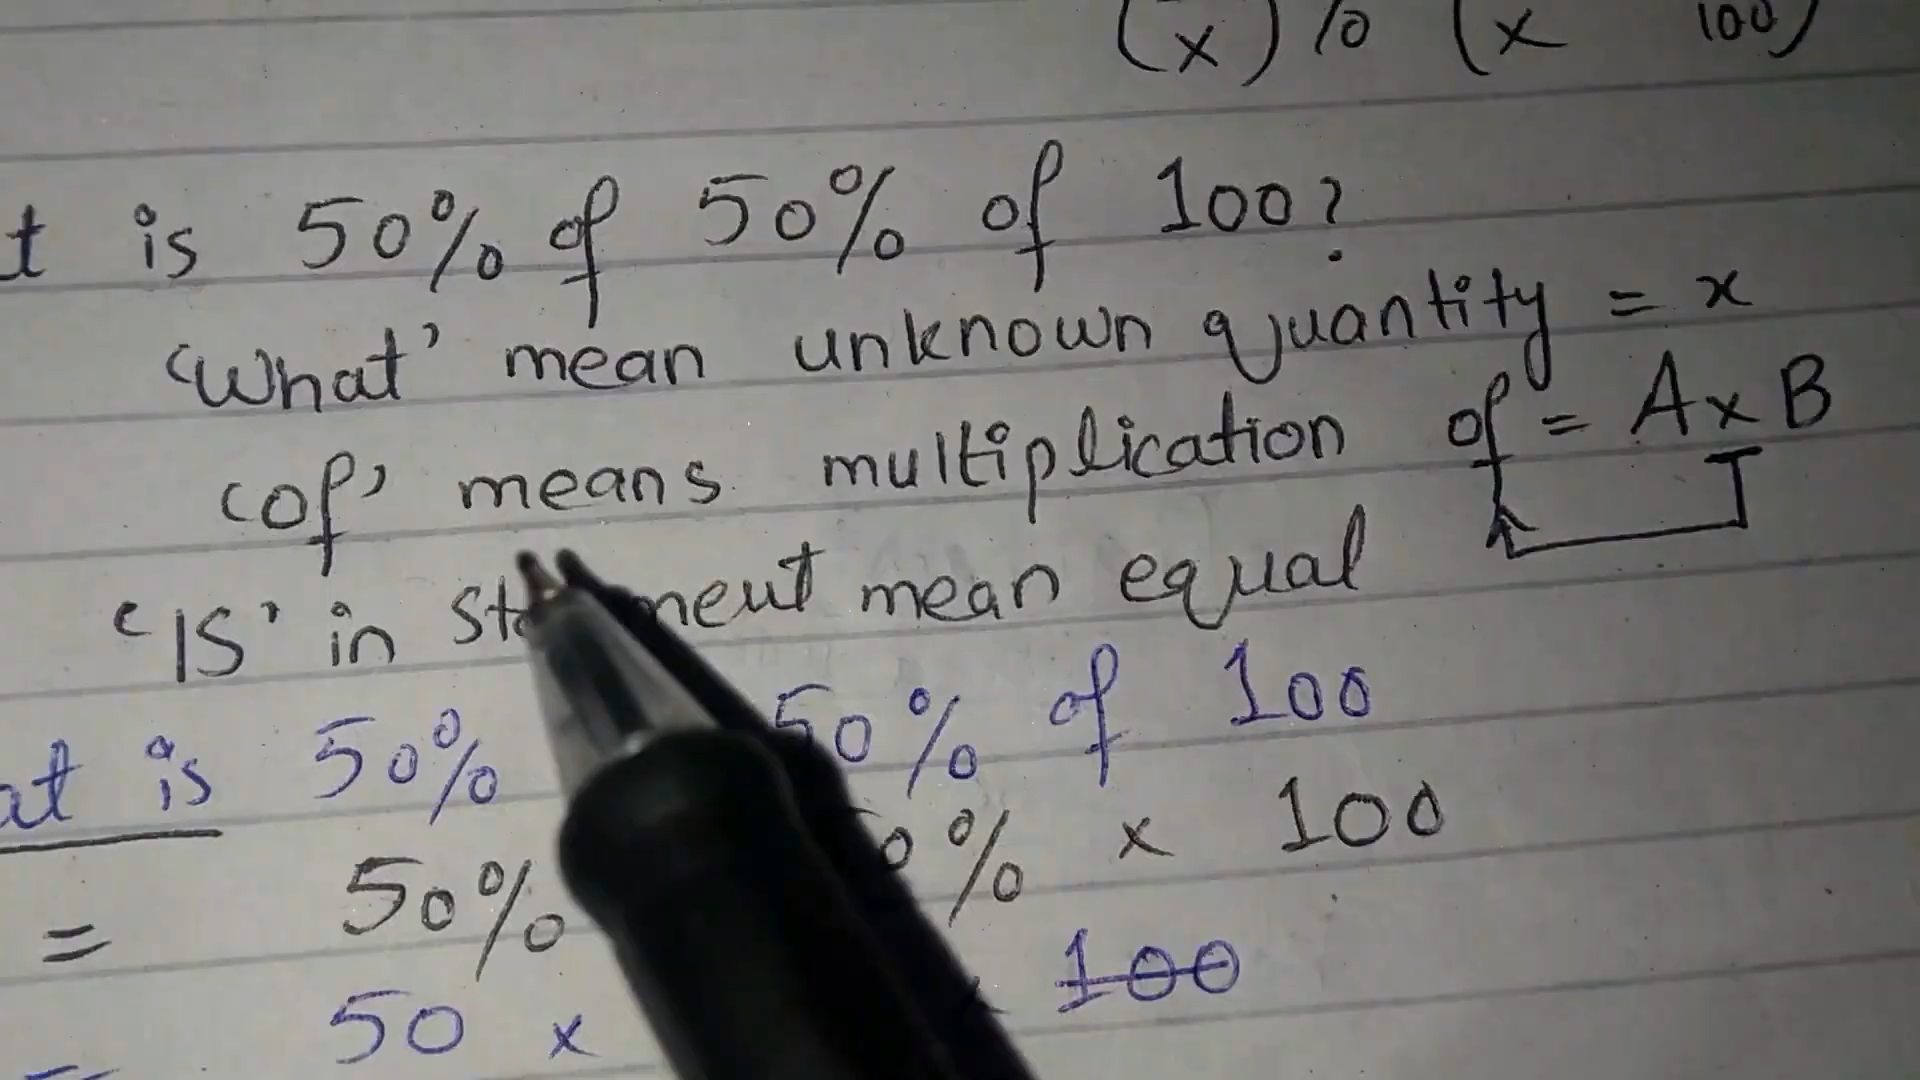 (x)% (x 100)
t is 50% of 50% of 100?
'What' mean unknown quantity = x
'of' means multiplication of = A x B
'IS' in mean equal
at is 50% 50% of 100
= 50% 0% x 100
= 50 x 100